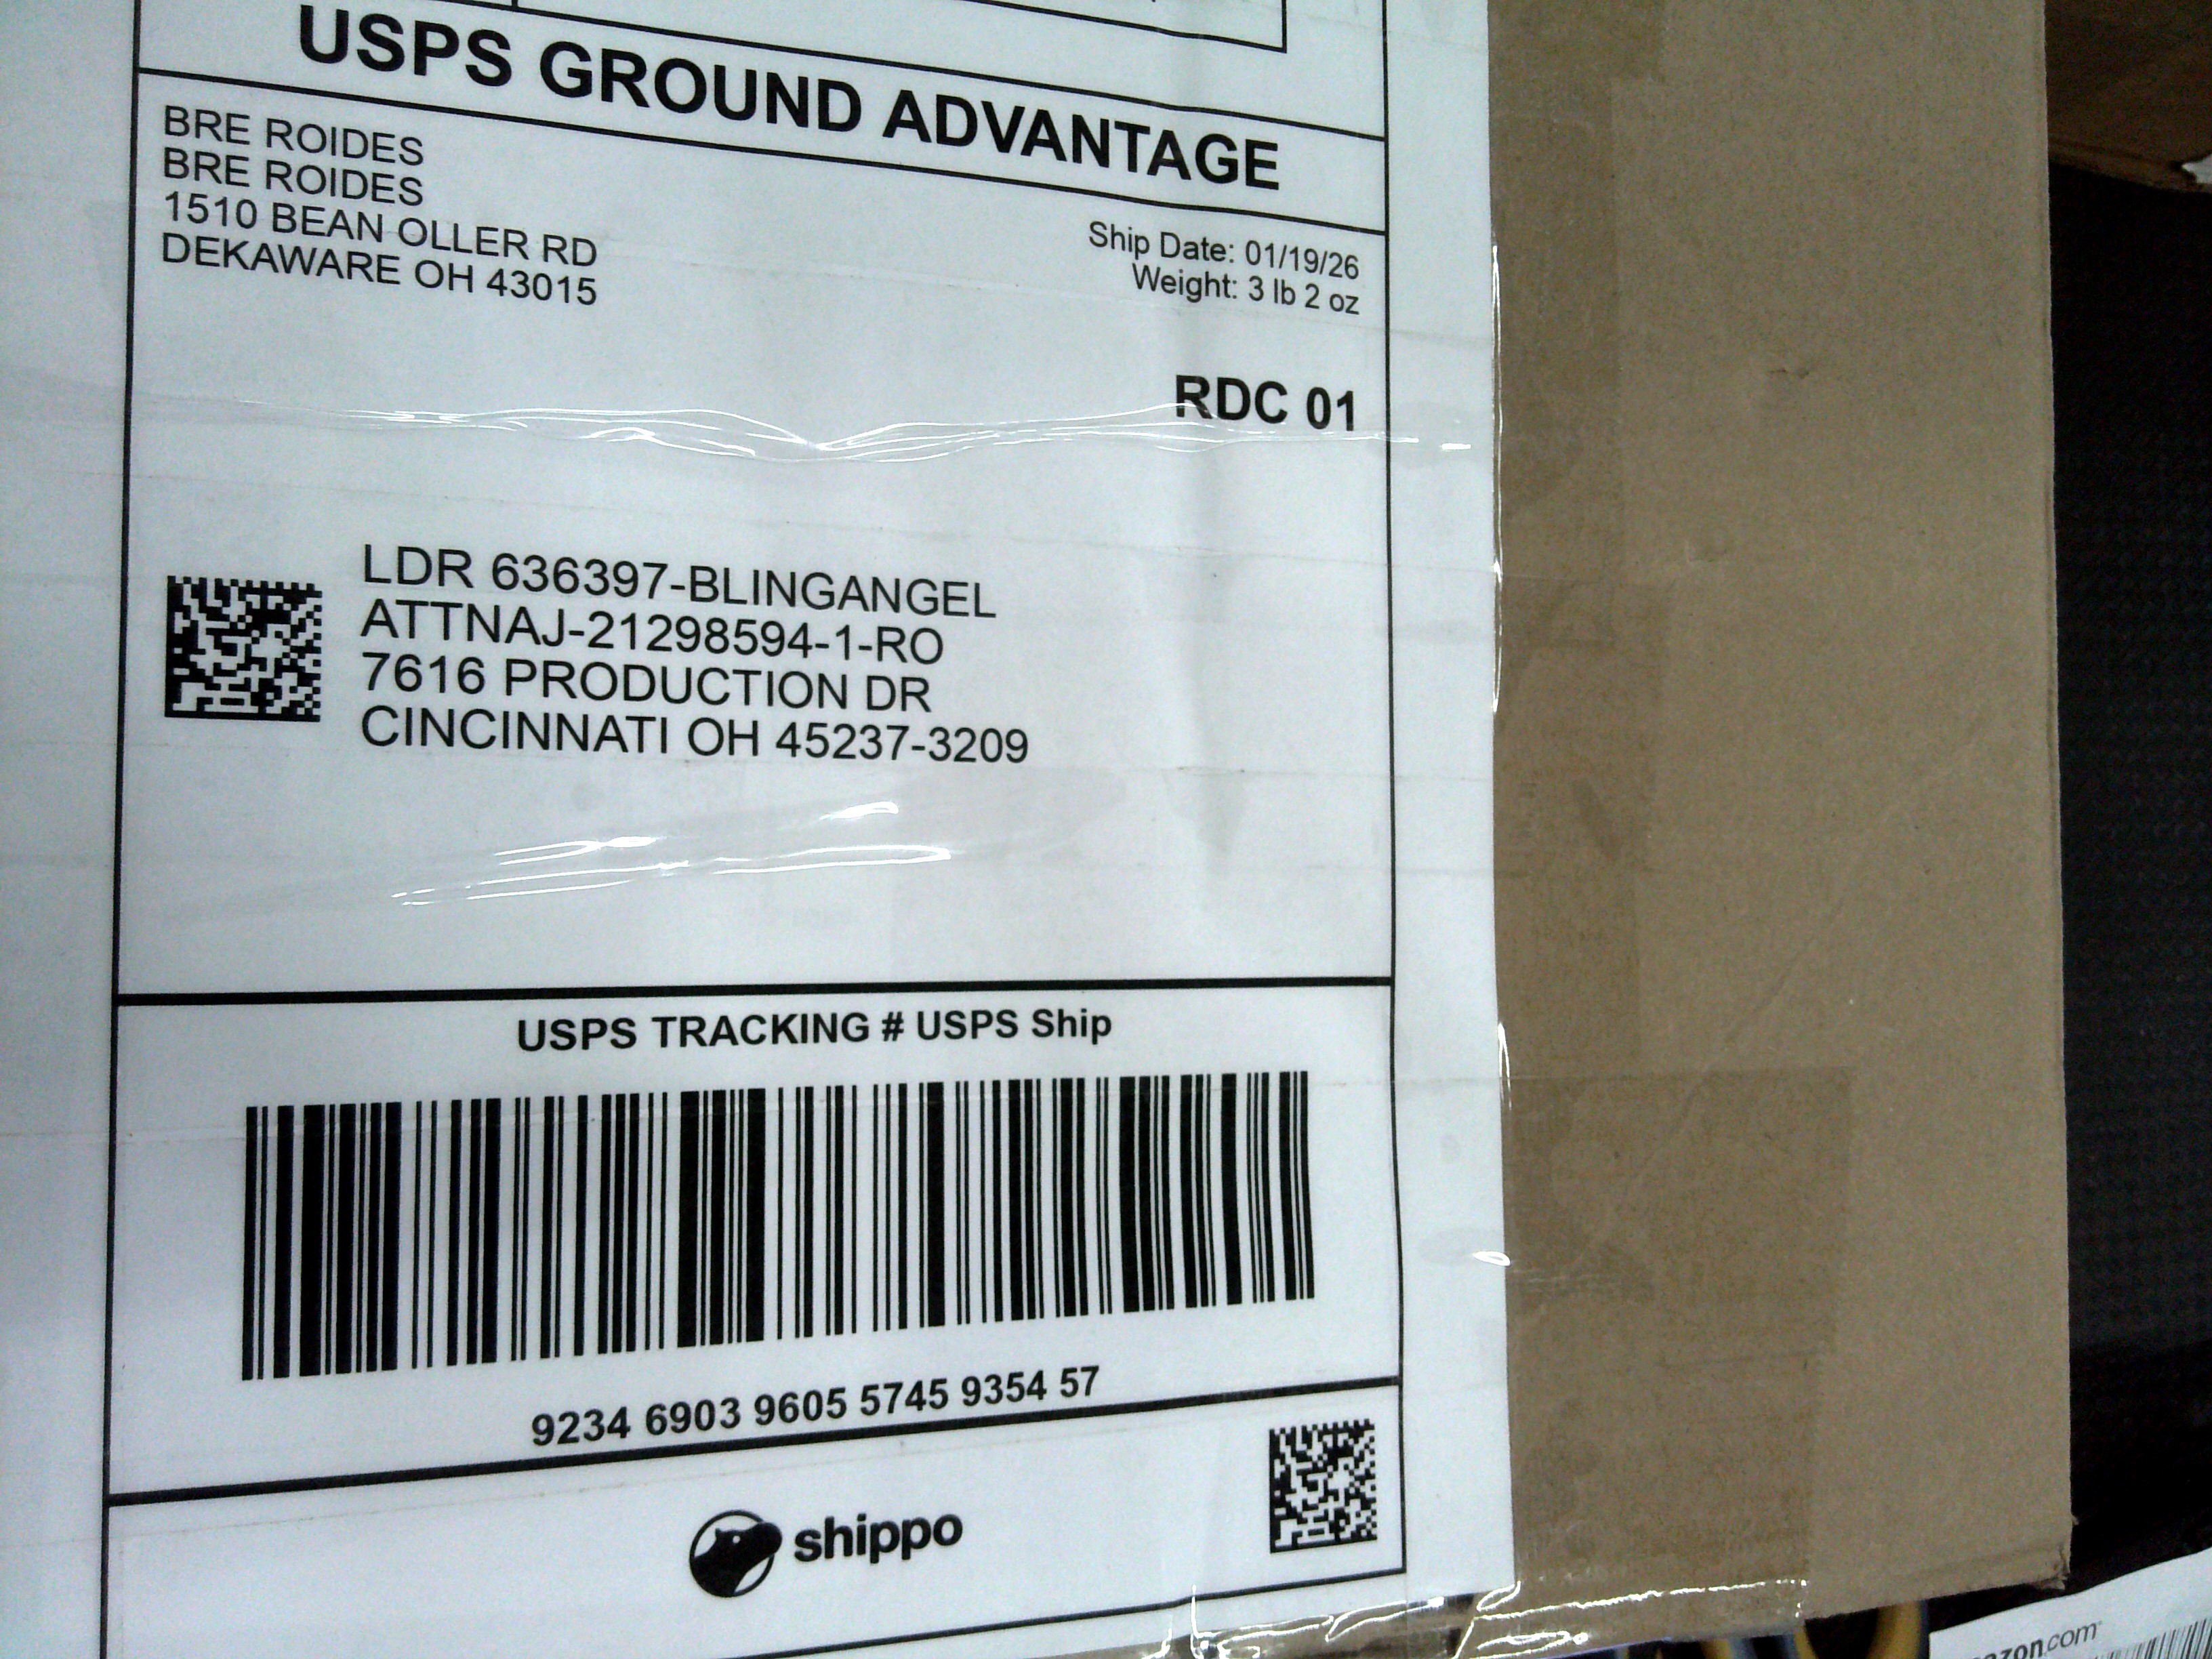 USPS GROUND ADVANTAGE
BRE ROIDES
BRE ROIDES
1510 BEAN OLLER RD
DEKAWARE OH 43015
Ship Date: 01/19/26
Weight: 3 lb 2 oz
RDC 01
LDR 636397-BLINGANGEL
ATTNAJ-21298594-1-RO
7616 PRODUCTION DR
CINCINNATI OH 45237-3209
USPS TRACKING # USPS Ship
9234 6903 9605 5745 9354 57
shippo
azon.com